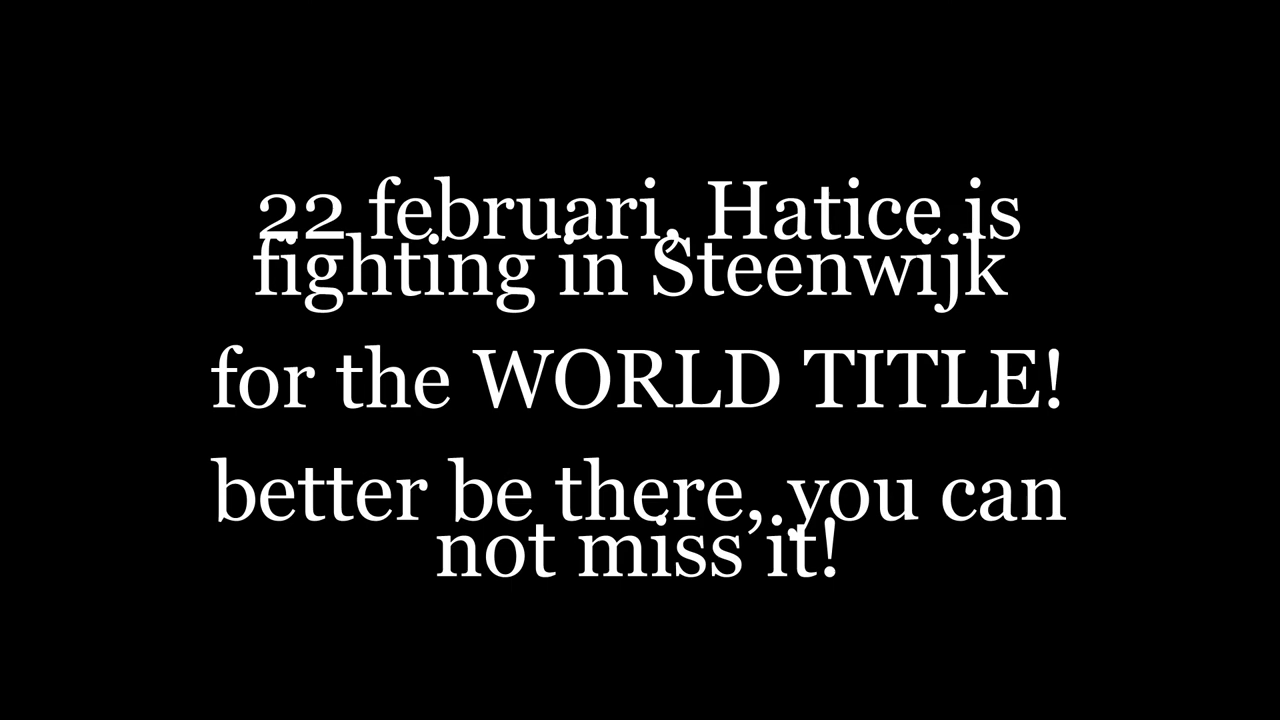 22 februari, Hatice is
fighting in Steenwijk
for the WORLD TITLE!
better be there, you can
not miss it!